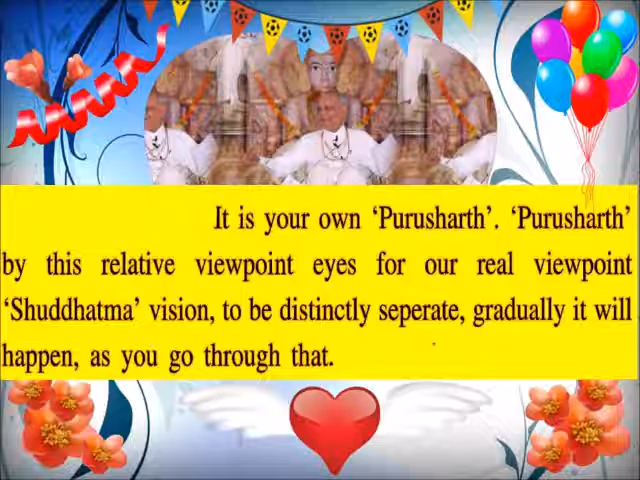 It is your own ‘Purusharth’. ‘Purusharth’
by this relative viewpoint eyes for our real viewpoint
‘Shuddhatma’ vision, to be distinctly seperate, gradually it will
happen, as you go through that.